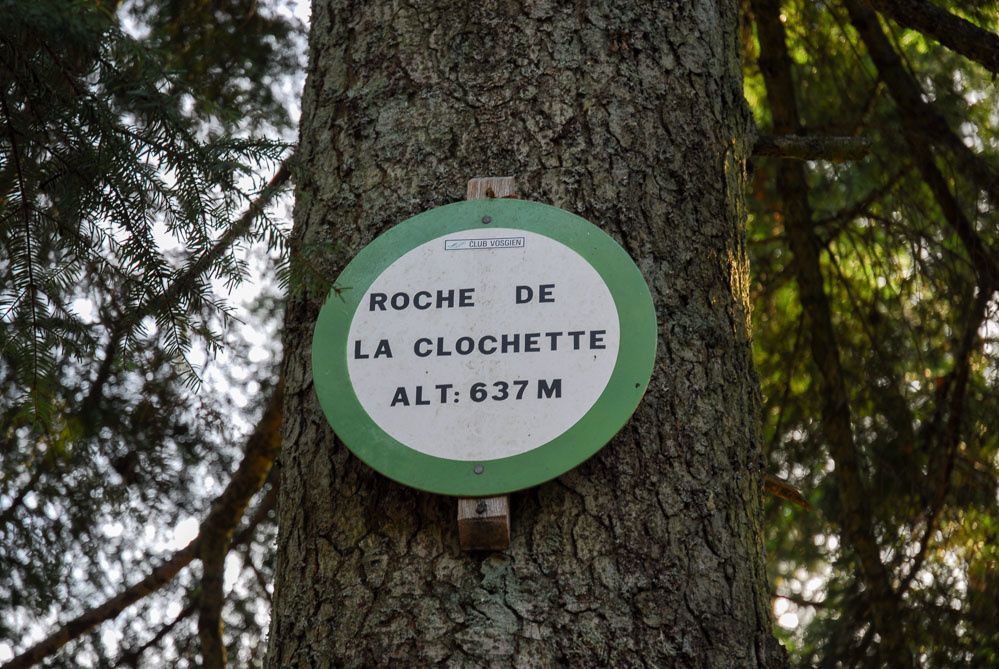 CLUB VOSGIEN
ROCHE DE
LA CLOCHETTE
ALT: 637 M